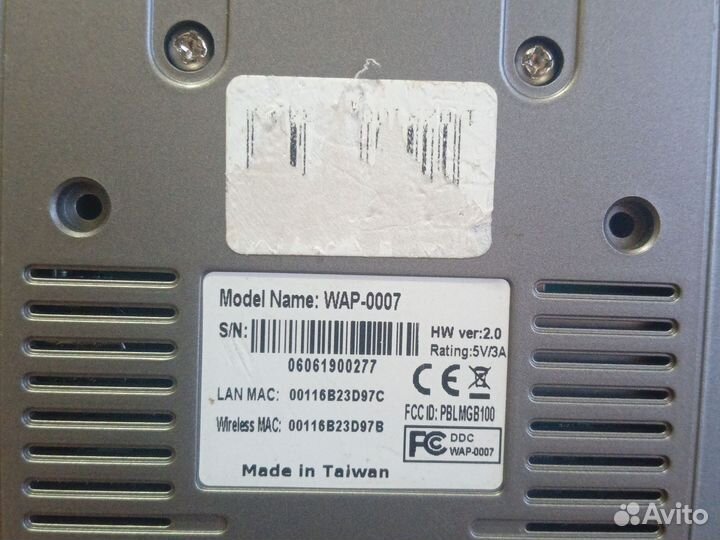 Model Name: WAP-0007
S/N:
HW ver:2.0
Rating:5V/3A
06061900277
LAN MAC: 00116B23D97C
FCC ID: PBLMGB100
Wireless MAC: 00116B23D97B
FC DDC
WAP-0007
Made in Taiwan
Avito